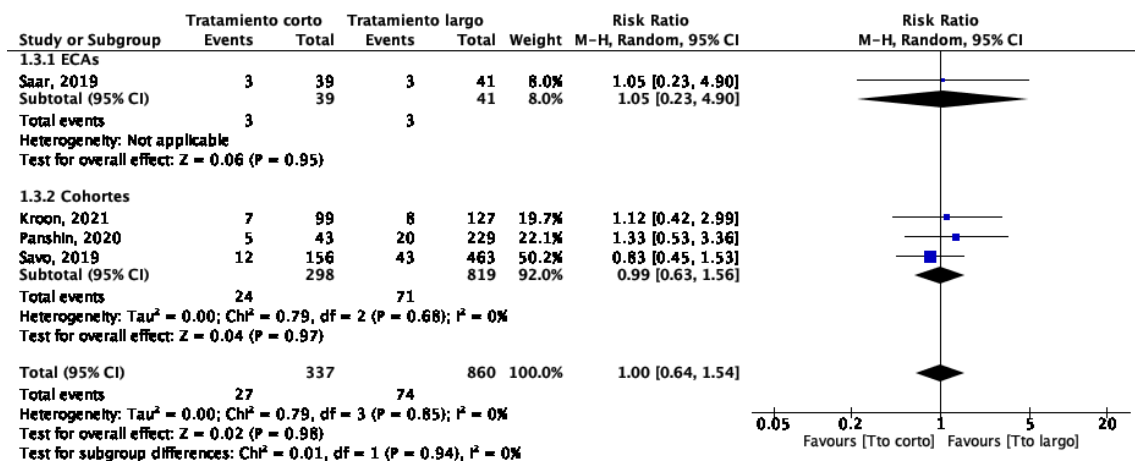 Tratamiento corto Tratamiento largo Risk Ratio Risk Ratio
Study or Subgroup Events Total Events Total Weight M-H, Random, 95% CI M-H, Random, 95% CI
1.3.1 ECAs
Saar, 2019 3 39 3 41 8.0% 1.05 [0.23, 4.90]
Subtotal (95% CI) 39 41 8.0% 1.05 [0.23, 4.90]
Total events 3 3
Heterogeneity: Not applicable
Test for overall effect: Z = 0.06 (P = 0.95)
1.3.2 Cohortes
Kroon, 2021 7 99 8 127 19.7% 1.12 [0.42, 2.99]
Panshin, 2020 5 43 20 229 22.1% 1.33 [0.53, 3.36]
Savo, 2019 12 156 43 463 50.2% 0.83 [0.45, 1.53]
Subtotal (95% CI) 298 819 92.0% 0.99 [0.63, 1.56]
Total events 24 71
Heterogeneity: Tau² = 0.00; Chi² = 0.79, df = 2 (P = 0.68); I² = 0%
Test for overall effect: Z = 0.04 (P = 0.97)
Total (95% CI) 337 860 100.0% 1.00 [0.64, 1.54]
Total events 27 74
Heterogeneity: Tau² = 0.00; Chi² = 0.79, df = 3 (P = 0.85); I² = 0%
Test for overall effect: Z = 0.02 (P = 0.98)
Test for subgroup differences: Chi² = 0.01, df = 1 (P = 0.94), I² = 0%
0.05 0.2 1 5 20
Favours [Tto corto] Favours [Tto largo]